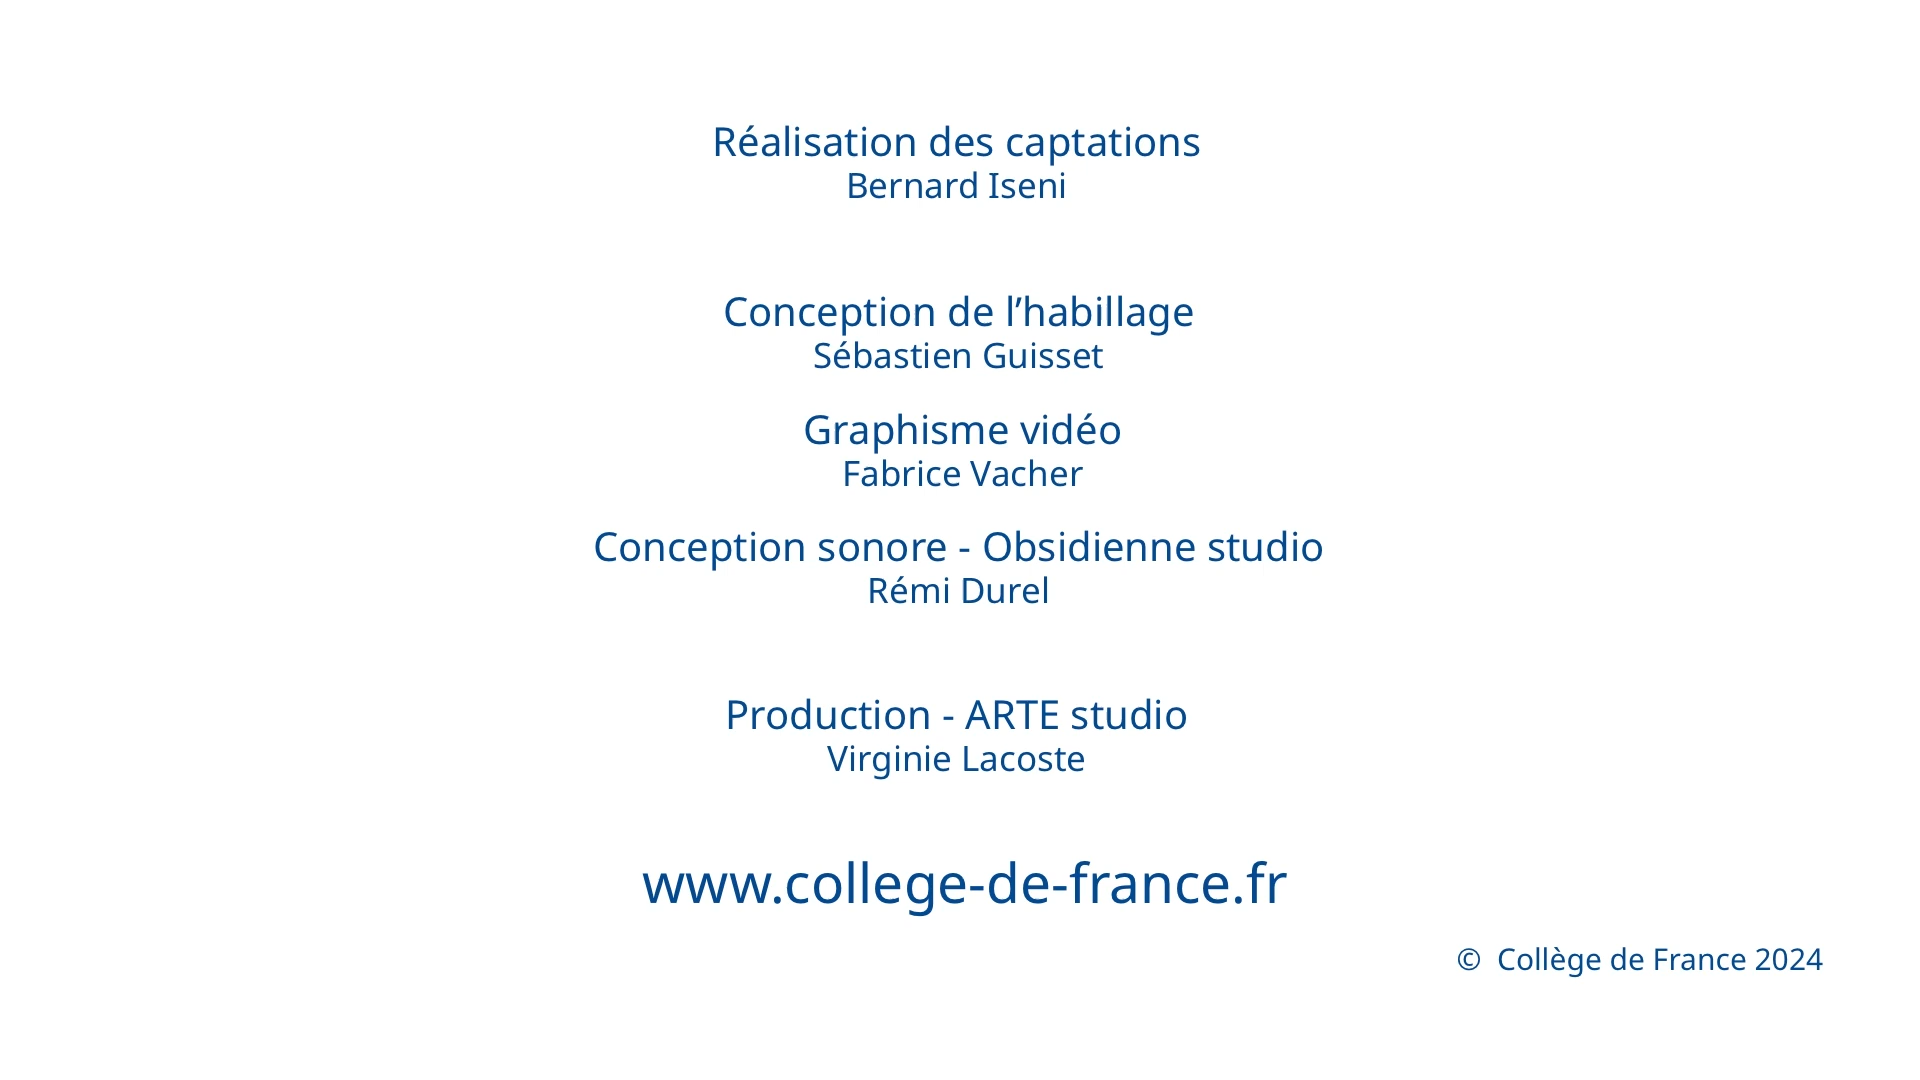 Réalisation des captations
Bernard Iseni
Conception de l’habillage
Sébastien Guisset
Graphisme vidéo
Fabrice Vacher
Conception sonore - Obsidienne studio
Rémi Durel
Production - ARTE studio
Virginie Lacoste
www.college-de-france.fr
© Collège de France 2024